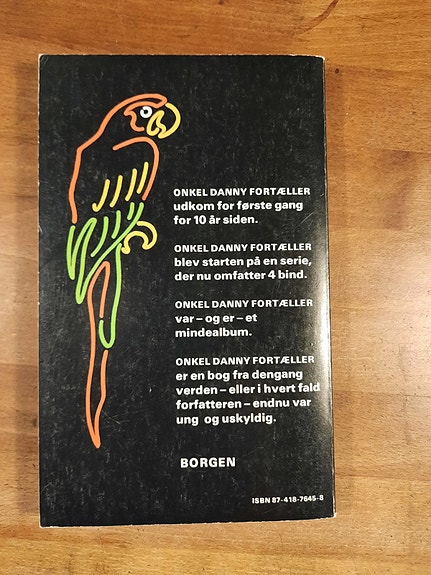 ONKEL DANNY FORTÆLLER
udkom for første gang
for 10 år siden.
ONKEL DANNY FORTÆLLER
blev starten på en serie,
der nu omfatter 4 bind.
ONKEL DANNY FORTÆLLER
var – og er – et
mindealbum.
ONKEL DANNY FORTÆLLER
er en bog fra dengang
verden – eller i hvert fald
forfatteren – endnu var
ung og uskyldig.
BORGEN
ISBN 87-418-7645-8